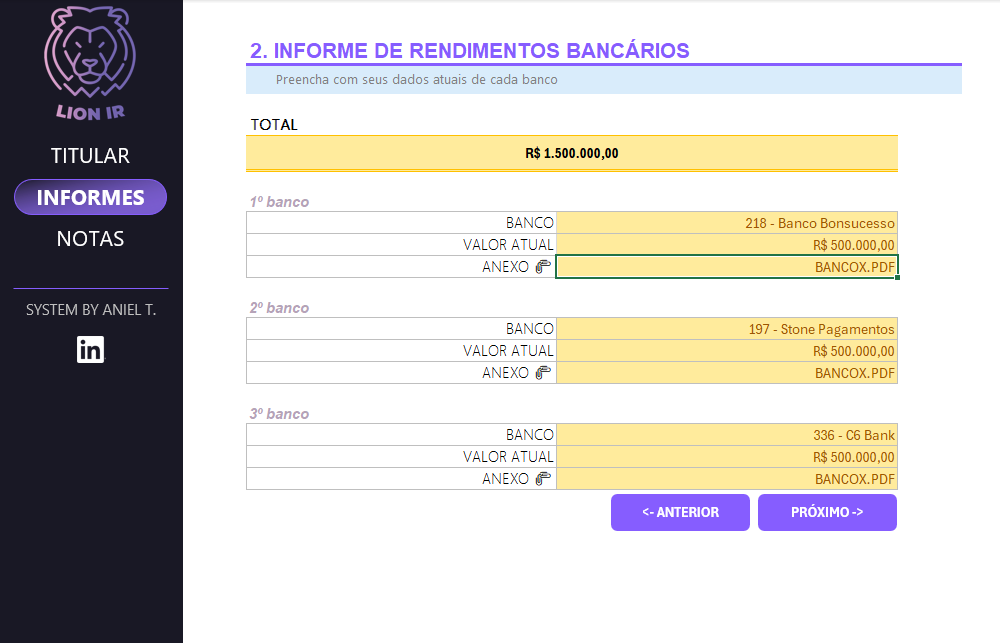 LION IR
TITULAR
INFORMES
NOTAS
SYSTEM BY ANIEL T.
in
2. INFORME DE RENDIMENTOS BANCÁRIOS
Preencha com seus dados atuais de cada banco
TOTAL
R$ 1.500.000,00
1º banco
BANCO 218 - Banco Bonsucesso
VALOR ATUAL R$ 500.000,00
ANEXO BANCOX.PDF
2º banco
BANCO 197 - Stone Pagamentos
VALOR ATUAL R$ 500.000,00
ANEXO BANCOX.PDF
3º banco
BANCO 336 - C6 Bank
VALOR ATUAL R$ 500.000,00
ANEXO BANCOX.PDF
<- ANTERIOR PRÓXIMO ->